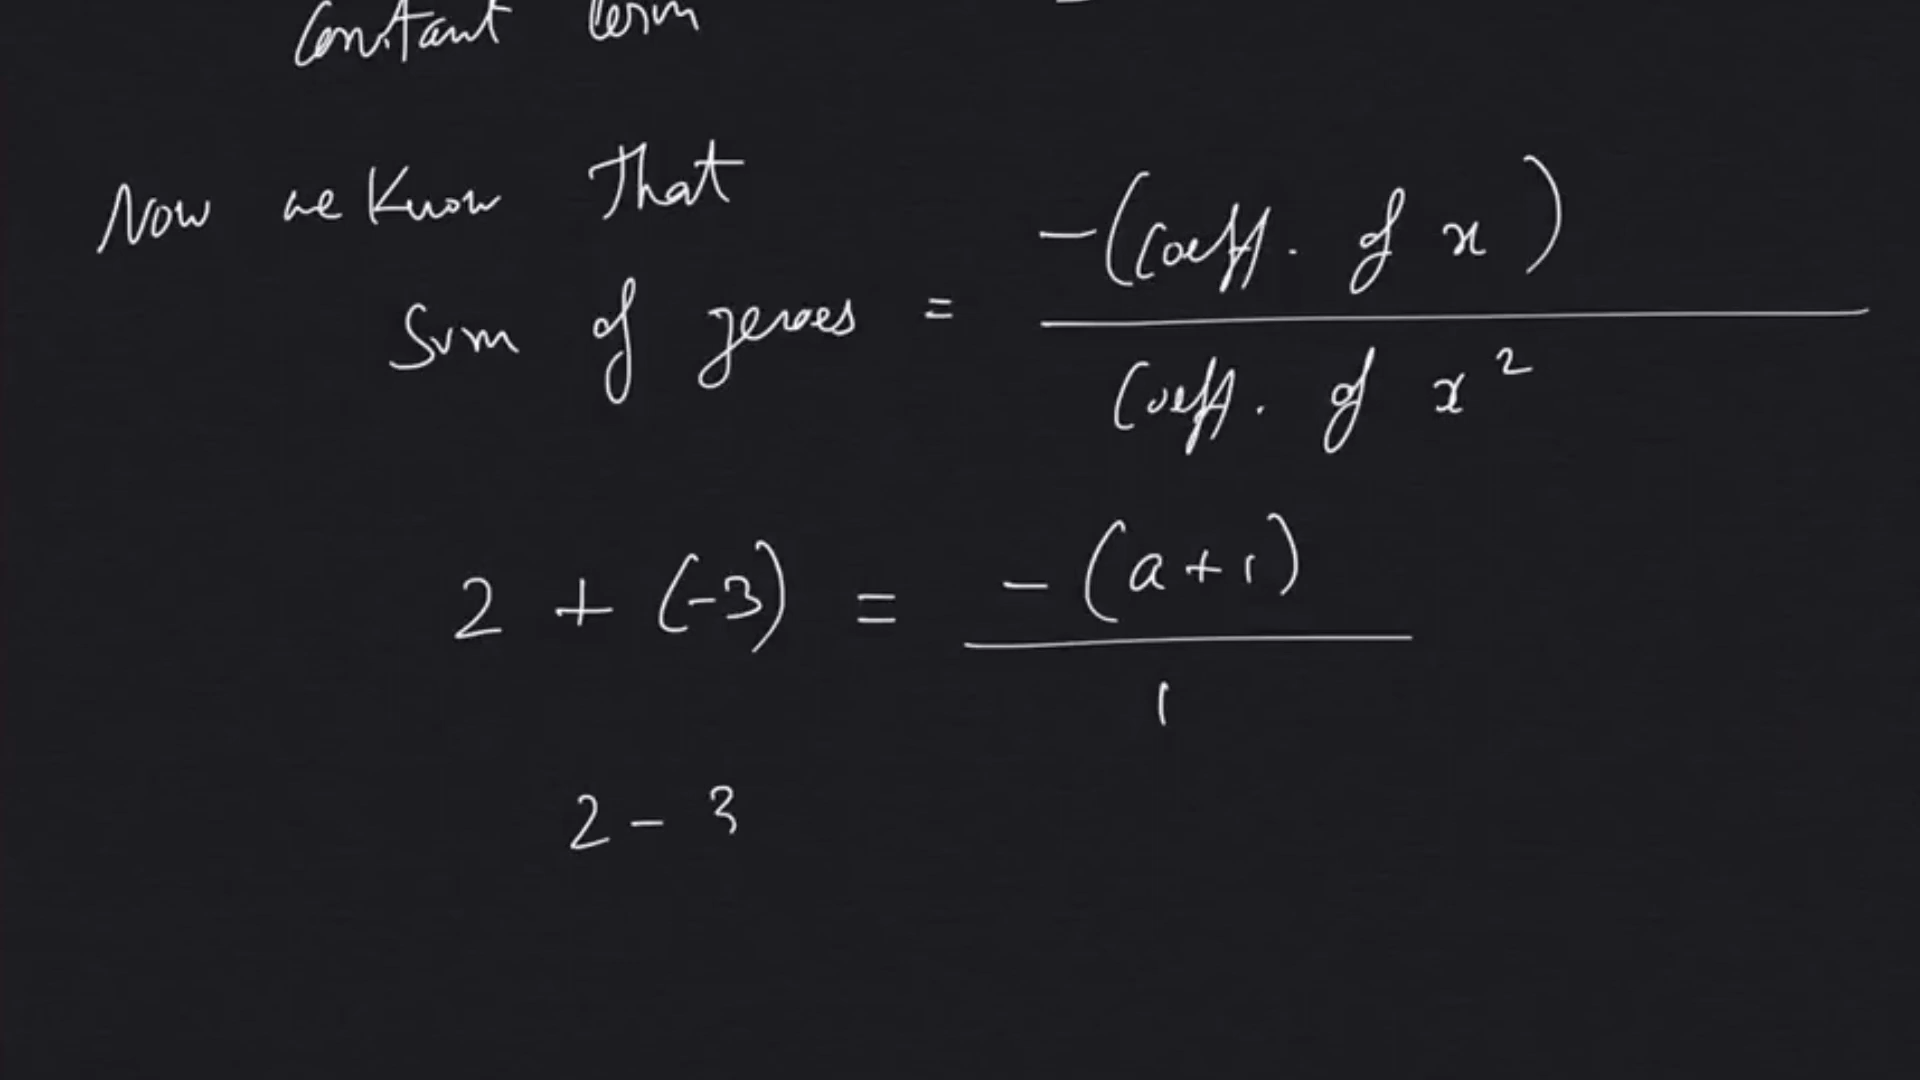 Constant term
Now we Know That
Sum of zeroes = -(Coeff. of x) / Coeff. of x²
2 + (-3) = -(a+1) / 1
2 - 3